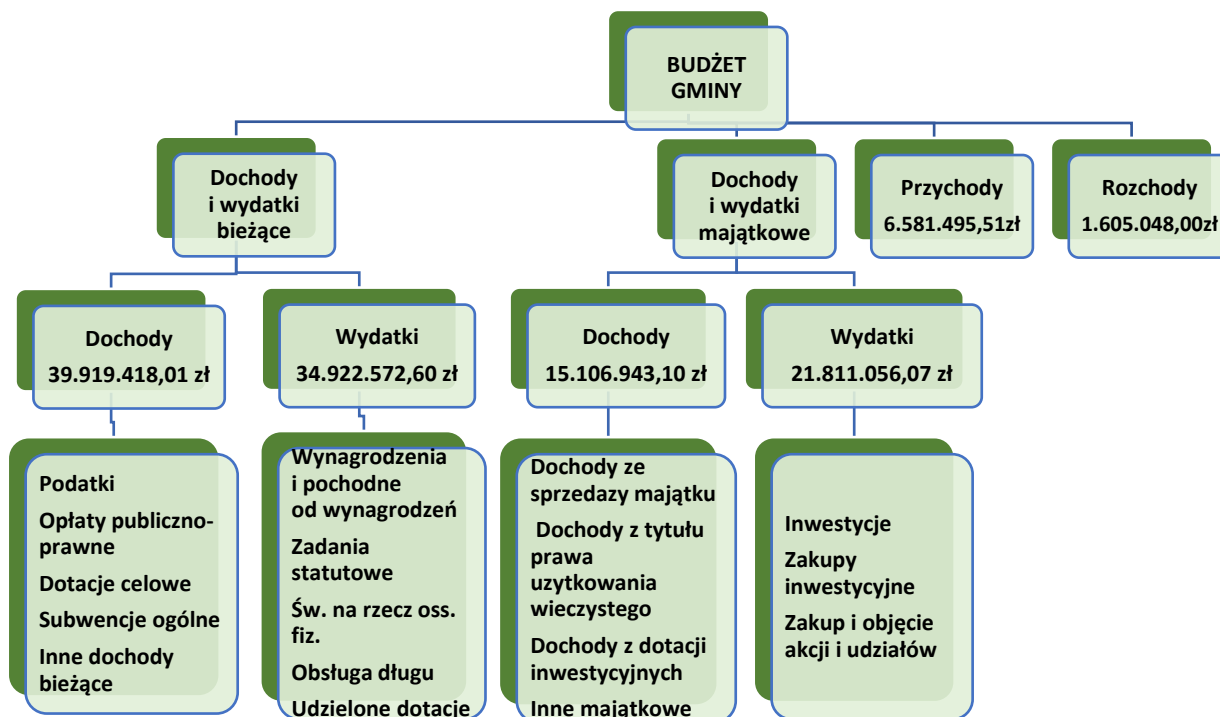 BUDŻET
GMINY
Dochody
i wydatki
bieżące
Dochody
i wydatki
majątkowe
Przychody
6.581.495,51zł
Rozchody
1.605.048,00zł
Dochody
39.919.418,01 zł
Wydatki
34.922.572,60 zł
Dochody
15.106.943,10 zł
Wydatki
21.811.056,07 zł
Podatki
Opłaty publiczno-
prawne
Dotacje celowe
Subwencje ogólne
Inne dochody
bieżące
Wynagrodzenia
i pochodne
od wynagrodzeń
Zadania
statutowe
Św. na rzecz oss.
fiz.
Obsługa długu
Udzielone dotacje
Dochody ze
sprzedazy majątku
Dochody z tytułu
prawa
uzytkowania
wieczystego
Dochody z dotacji
inwestycyjnych
Inne majątkowe
Inwestycje
Zakupy
inwestycyjne
Zakup i objęcie
akcji i udziałów